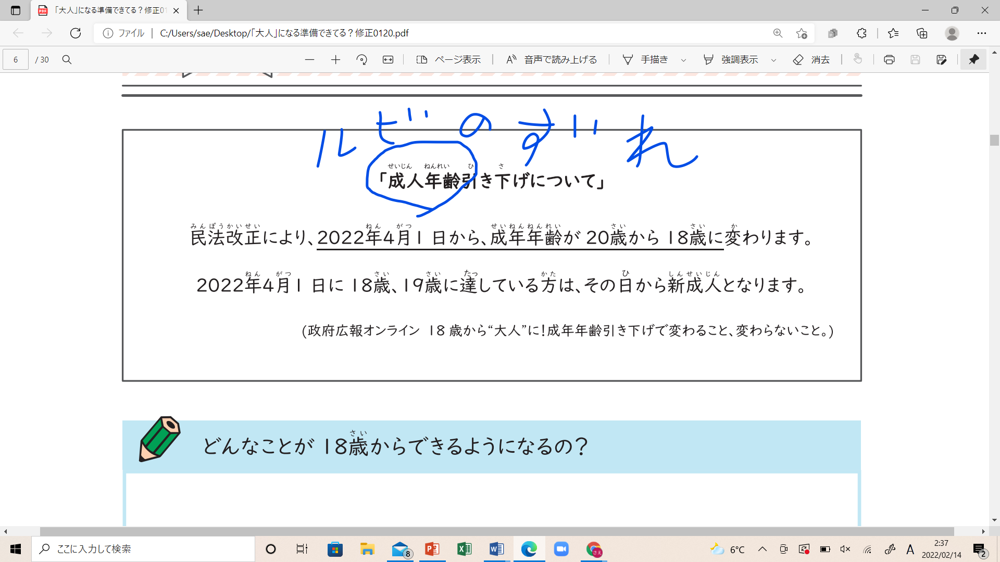 「大人」になる準備できてる？修正01
ファイル
C:/Users/sae/Desktop/「大人」になる準備できてる？修正0120.pdf
6 / 30
ページ表示
音声で読み上げる
手描き
強調表示
消去
ルビのずれ
せいじん ねんれい ひ さ
「成人年齢引き下げについて」
みんぽうかいせい ねん がつ せいねんねんれい さい さい か
民法改正により、2022年4月1日から、成年年齢が20歳から18歳に変わります。
ねん がつ さい さい たっ かた ひ しんせいじん
2022年4月1日に18歳、19歳に達している方は、その日から新成人となります。
(政府広報オンライン 18歳から“大人”に！成年年齢引き下げで変わること、変わらないこと。)
さい
どんなことが18歳からできるようになるの？
ここに入力して検索
8
さえ
6°C
A
2:37
2022/02/14
2